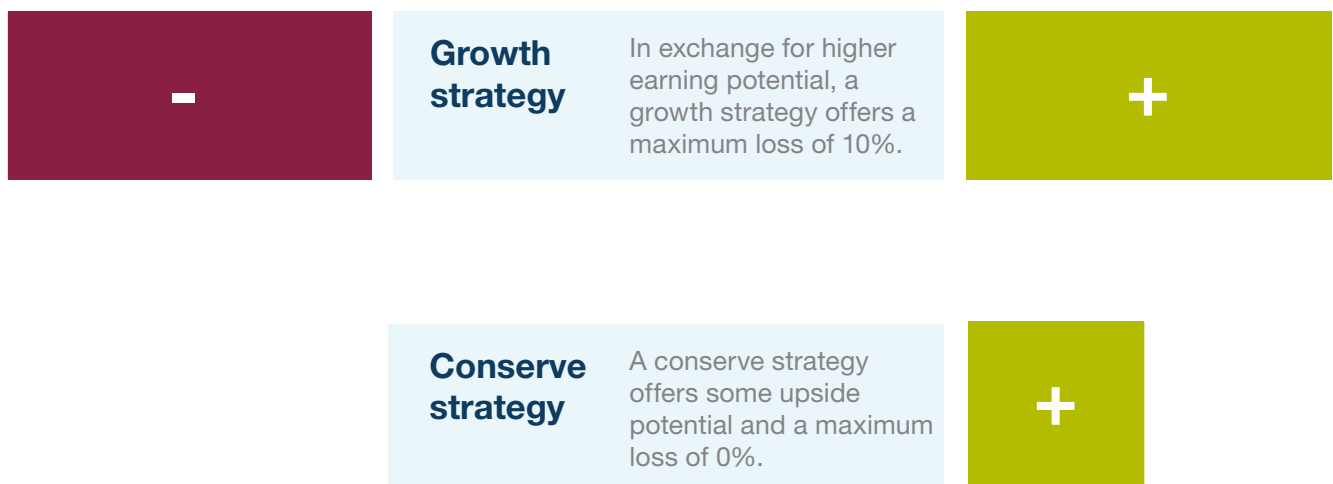 -
Growth
strategy
In exchange for higher
earning potential, a
growth strategy offers a
maximum loss of 10%.
+
Conserve
strategy
A conserve strategy
offers some upside
potential and a maximum
loss of 0%.
+